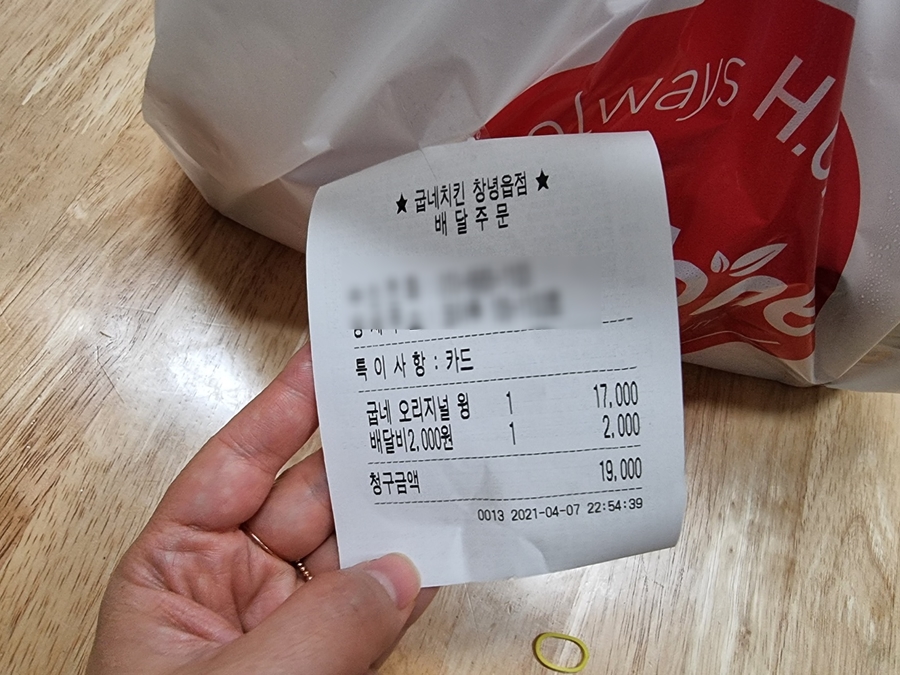 always H.
one
★ 굽네치킨 창녕읍점 ★
배 달 주 문
특 이 사 항 : 카드
굽네 오리지널 윙 1 17,000
배달비2,000원 1 2,000
청구금액 19,000
0013 2021-04-07 22:54:39